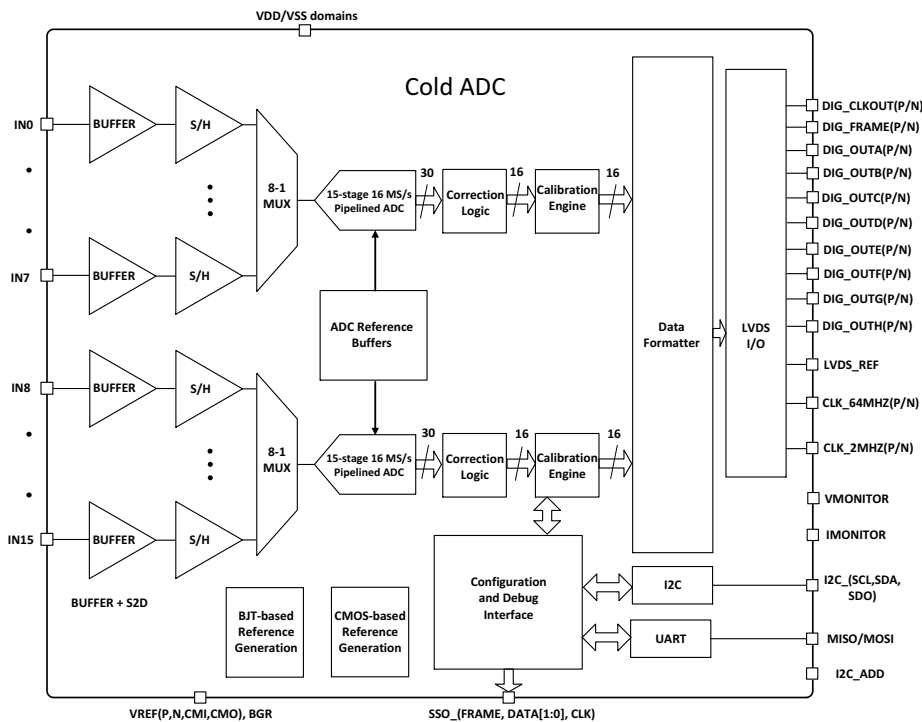 VDD/VSS domains
Cold ADC
IN0
BUFFER
S/H
8-1
MUX
15-stage 16 MS/s
Pipelined ADC
30
Correction
Logic
16
Calibration
Engine
16
IN7
BUFFER
S/H
ADC Reference
Buffers
Data
Formatter
LVDS
I/O
DIG_CLKOUT(P/N)
DIG_FRAME(P/N)
DIG_OUTA(P/N)
DIG_OUTB(P/N)
DIG_OUTC(P/N)
DIG_OUTD(P/N)
DIG_OUTE(P/N)
DIG_OUTF(P/N)
DIG_OUTG(P/N)
DIG_OUTH(P/N)
LVDS_REF
CLK_64MHZ(P/N)
CLK_2MHZ(P/N)
VMONITOR
IMONITOR
I2C_(SCL,SDA,
SDO)
MISO/MOSI
I2C_ADD
IN8
BUFFER
S/H
8-1
MUX
15-stage 16 MS/s
Pipelined ADC
30
Correction
Logic
16
Calibration
Engine
16
IN15
BUFFER
S/H
BUFFER + S2D
BJT-based
Reference
Generation
CMOS-based
Reference
Generation
Configuration
and Debug
Interface
I2C
UART
VREF(P,N,CMI,CMO), BGR
SSO_(FRAME, DATA[1:0], CLK)